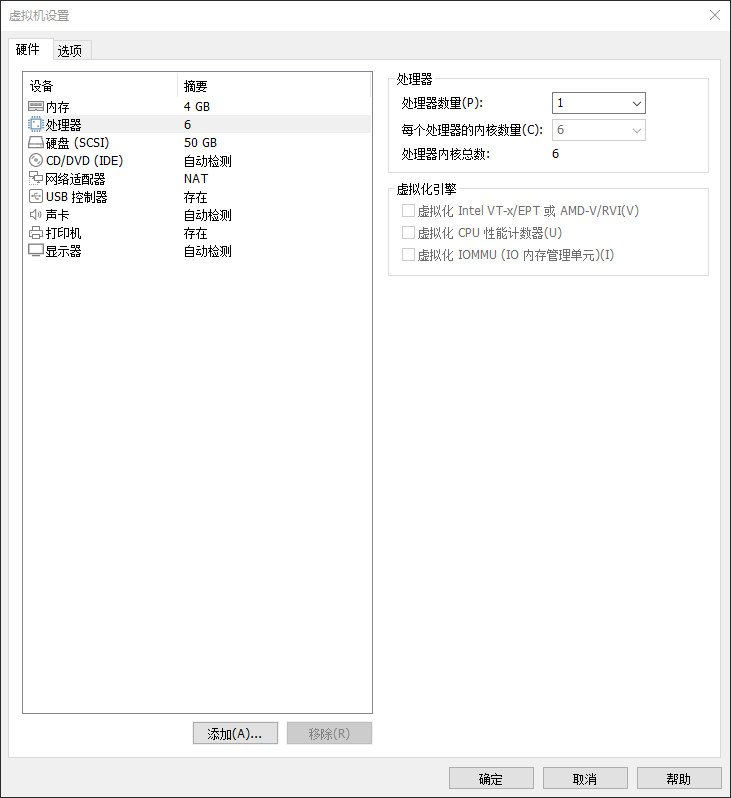 虚拟机设置
硬件 选项
设备 摘要
内存 4 GB
处理器 6
硬盘 (SCSI) 50 GB
CD/DVD (IDE) 自动检测
网络适配器 NAT
USB 控制器 存在
声卡 自动检测
打印机 存在
显示器 自动检测
添加(A)... 移除(R)
处理器
处理器数量(P): 1
每个处理器的内核数量(C): 6
处理器内核总数: 6
虚拟化引擎
虚拟化 Intel VT-x/EPT 或 AMD-V/RVI(V)
虚拟化 CPU 性能计数器(U)
虚拟化 IOMMU (IO 内存管理单元)(I)
确定 取消 帮助